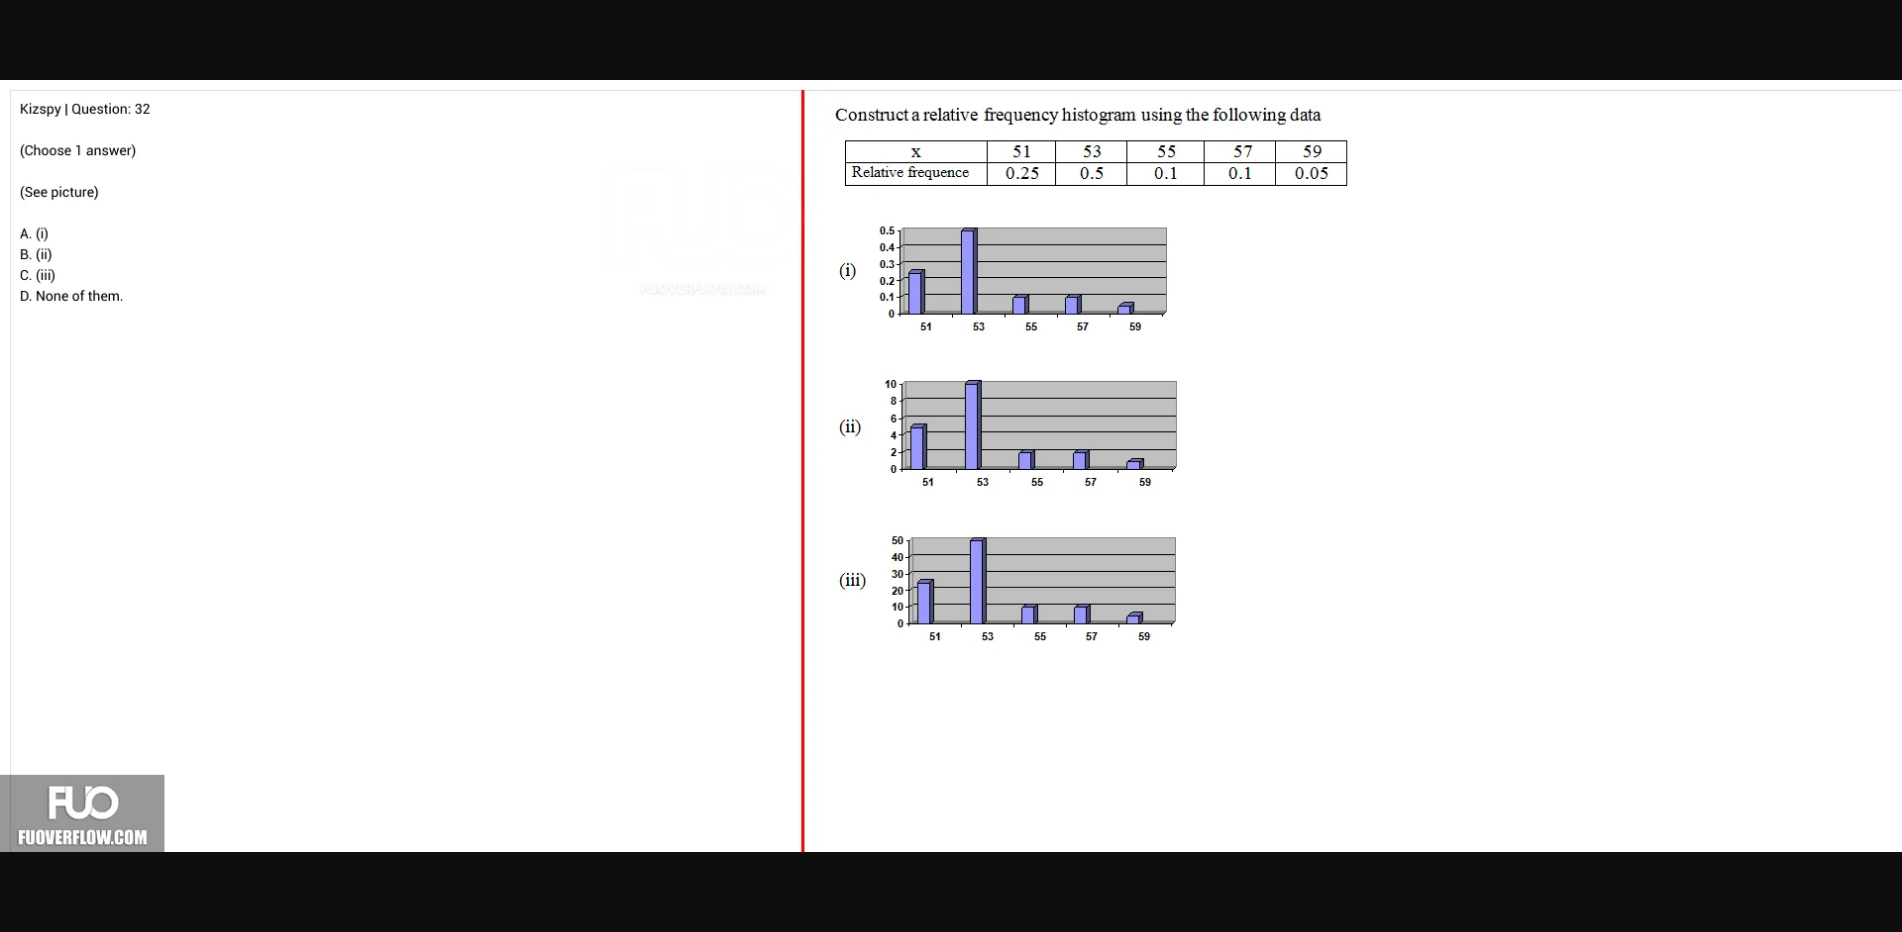 Kizspy | Question: 32
(Choose 1 answer)
(See picture)
A. (i)
B. (ii)
C. (iii)
D. None of them.
FUO
FUOVERFLOW.COM
Construct a relative frequency histogram using the following data
x 51 53 55 57 59
Relative frequence 0.25 0.5 0.1 0.1 0.05
(i)
0.5
0.4
0.3
0.2
0.1
0
51 53 55 57 59
(ii)
10
8
6
4
2
0
51 53 55 57 59
(iii)
50
40
30
20
10
0
51 53 55 57 59
FUO
FUOVERFLOW.COM